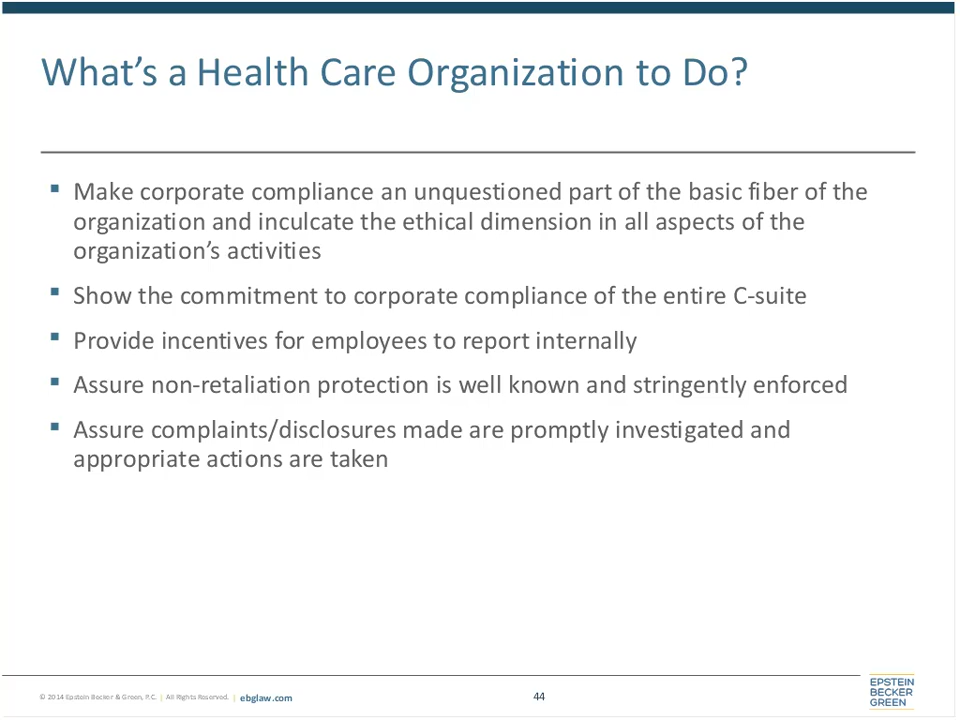 What’s a Health Care Organization to Do?
▪ Make corporate compliance an unquestioned part of the basic fiber of the
organization and inculcate the ethical dimension in all aspects of the
organization’s activities
▪ Show the commitment to corporate compliance of the entire C-suite
▪ Provide incentives for employees to report internally
▪ Assure non-retaliation protection is well known and stringently enforced
▪ Assure complaints/disclosures made are promptly investigated and
appropriate actions are taken
© 2014 Epstein Becker & Green, P.C. | All Rights Reserved. | ebglaw.com
44
EPSTEIN
BECKER
GREEN